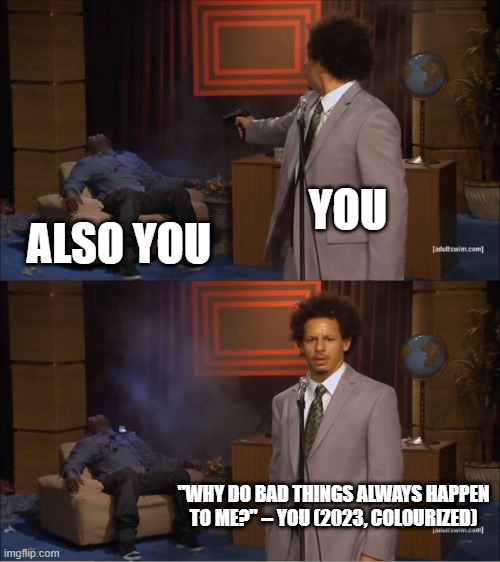 YOU
ALSO YOU
[adultswim.com]
"WHY DO BAD THINGS ALWAYS HAPPEN
TO ME?" – YOU (2023, COLOURIZED)
[adultswim.com]
imgflip.com